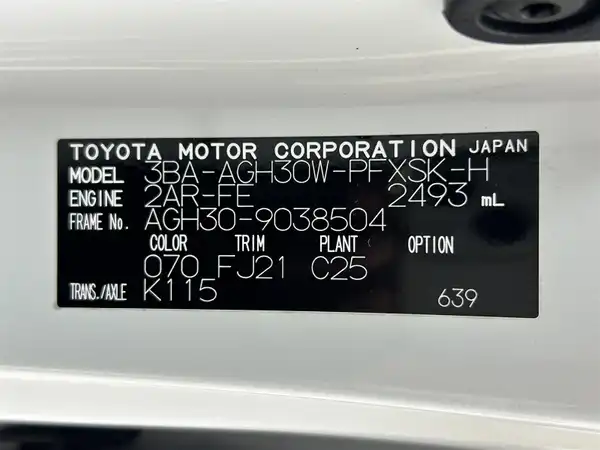 TOYOTA MOTOR CORPORATION JAPAN
MODEL 3BA-AGH30W-PFXSK-H
ENGINE 2AR-FE 2493 mL
FRAME No. AGH30-9038504
COLOR TRIM PLANT OPTION
070 FJ21 C25
TRANS./AXLE K115
639